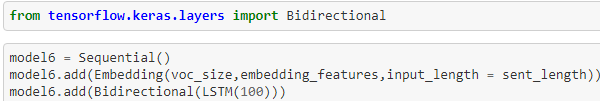 from tensorflow.keras.layers import Bidirectional
model6 = Sequential()
model6.add(Embedding(voc_size,embedding_features,input_length = sent_length))
model6.add(Bidirectional(LSTM(100)))